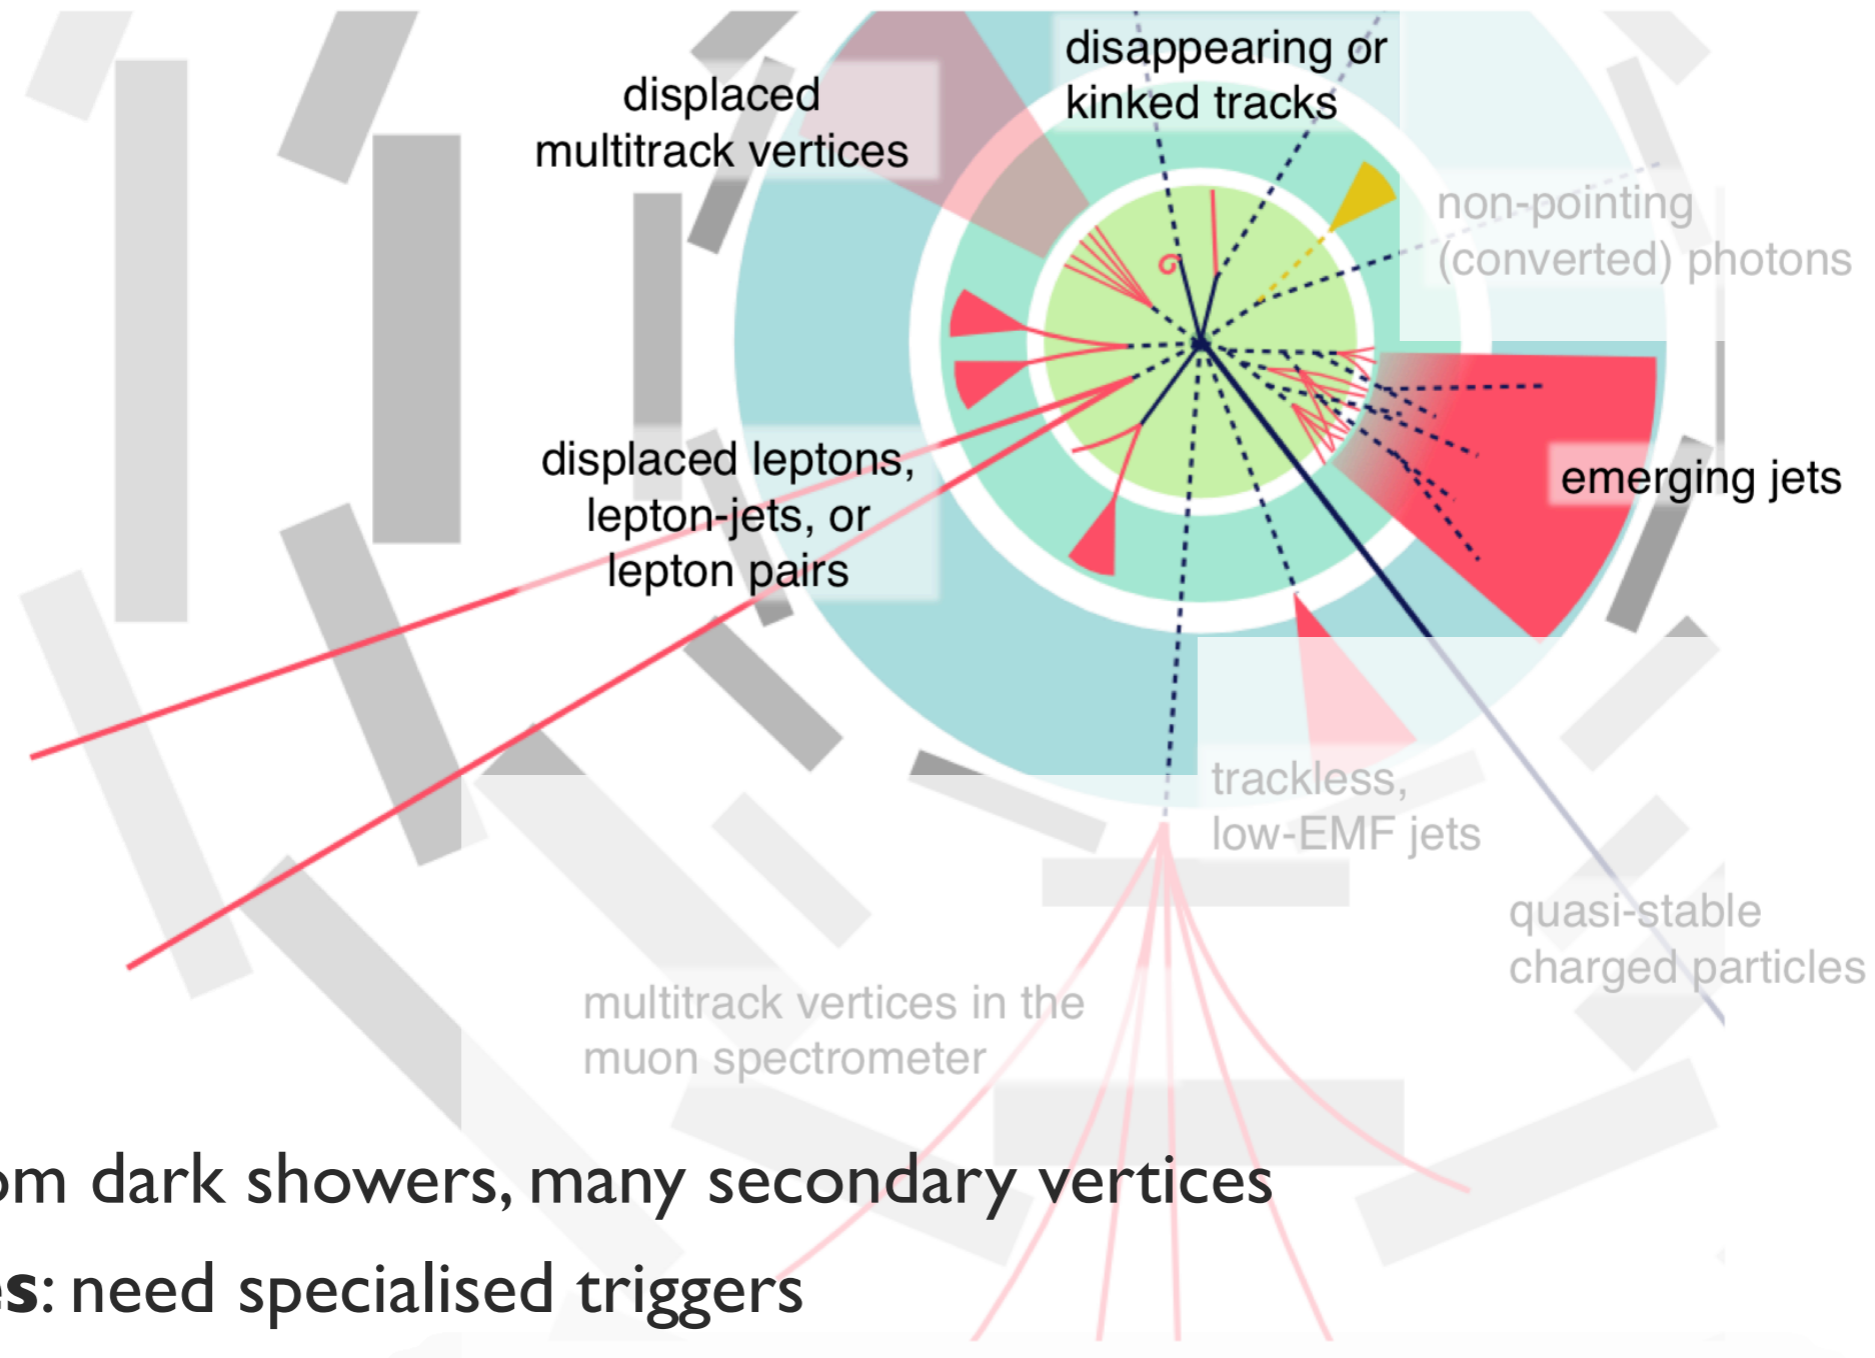 disappearing or
kinked tracks
displaced
multitrack vertices
non-pointing
(converted) photons
displaced leptons,
lepton-jets, or
lepton pairs
emerging jets
trackless,
low-EMF jets
quasi-stable
charged particles
multitrack vertices in the
muon spectrometer
dark showers, many secondary vertices
: need specialised triggers